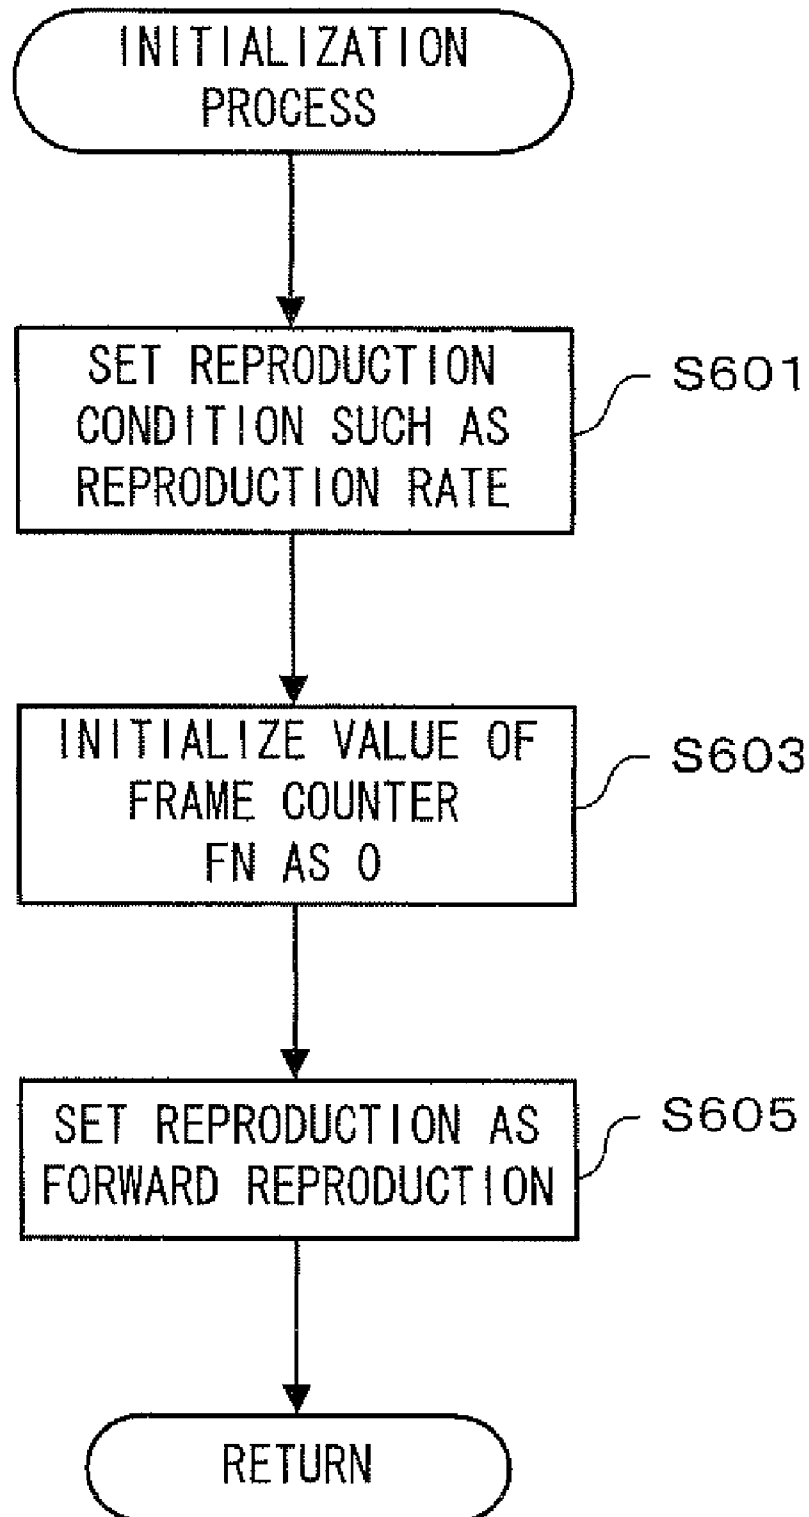 INITIALIZATION
PROCESS
SET REPRODUCTION
CONDITION SUCH AS
REPRODUCTION RATE
S601
INITIALIZE VALUE OF
FRAME COUNTER
FN AS 0
S603
SET REPRODUCTION AS
FORWARD REPRODUCTION
S605
RETURN